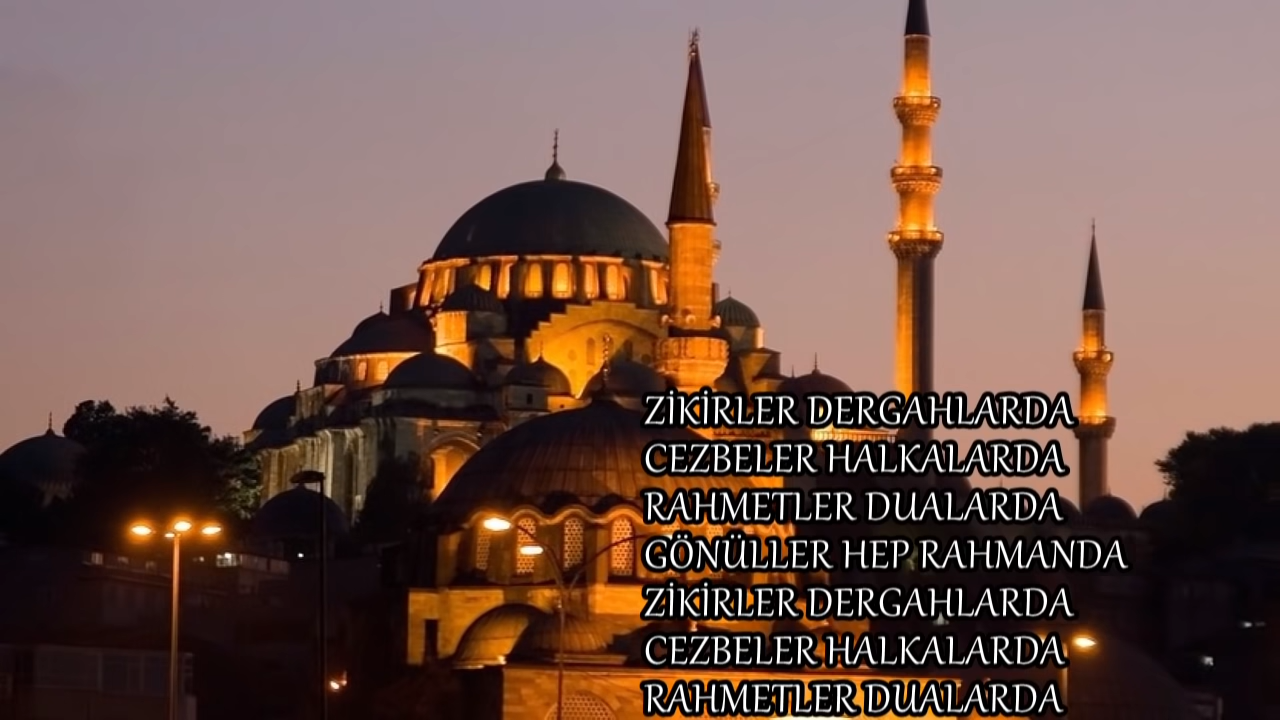 ZİKİRLER DERGAHLARDA
CEZBELER HALKALARDA
RAHMETLER DUALARDA
GÖNÜLLER HEP RAHMANDA
ZİKİRLER DERGAHLARDA
CEZBELER HALKALARDA
RAHMETLER DUALARDA